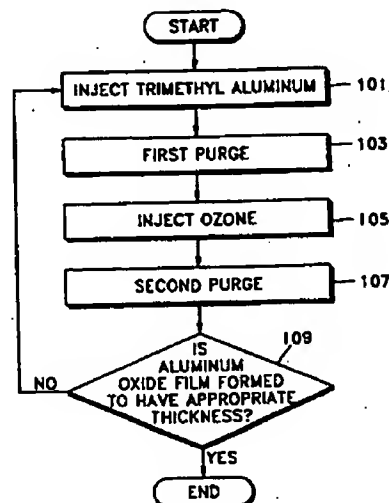 START
INJECT TRIMETHYL ALUMINUM
101
FIRST PURGE
103
INJECT OZONE
105
SECOND PURGE
107
IS
ALUMINUM
OXIDE FILM FORMED
TO HAVE APPROPRIATE
THICKNESS?
109
NO
YES
END